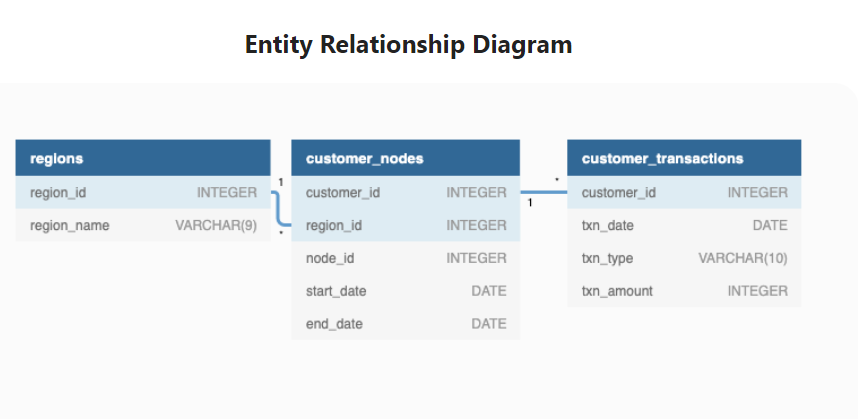 Entity Relationship Diagram
regions
region_id INTEGER
region_name VARCHAR(9)
1
*
customer_nodes
customer_id INTEGER
region_id INTEGER
node_id INTEGER
start_date DATE
end_date DATE
1
*
customer_transactions
customer_id INTEGER
txn_date DATE
txn_type VARCHAR(10)
txn_amount INTEGER